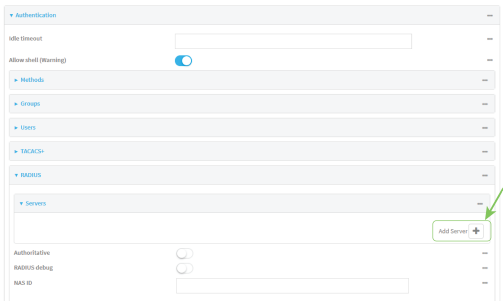 Authentication
Idle timeout
Allow shell (Warning)
Methods
Groups
Users
TACACS+
RADIUS
Servers
Add Server
Authoritative
RADIUS debug
NAS ID